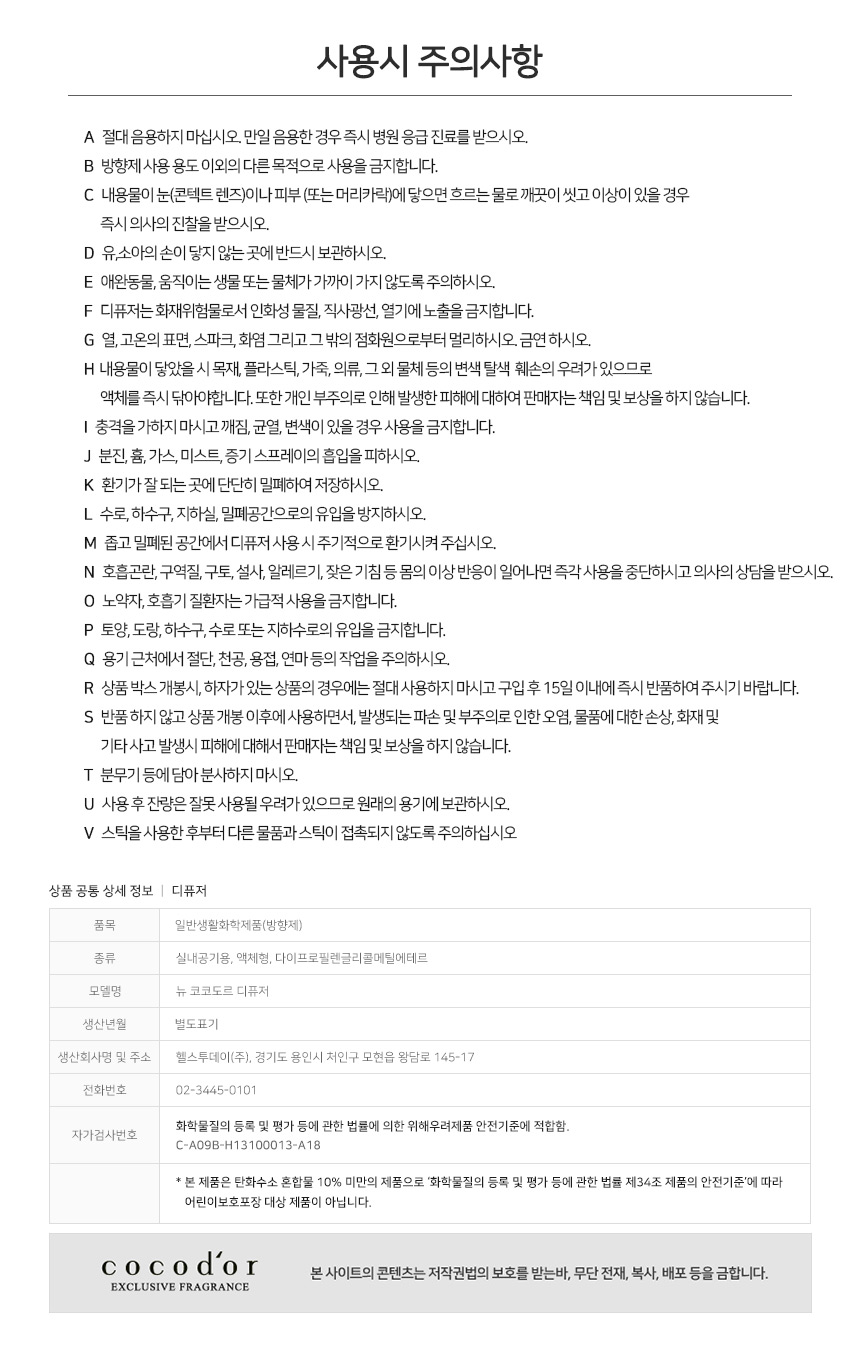 사용시 주의사항
A 절대 음용하지 마십시오. 만일 음용한 경우 즉시 병원 응급 진료를 받으시오.
B 방향제 사용 용도 이외의 다른 목적으로 사용을 금지합니다.
C 내용물이 눈(콘텍트 렌즈)이나 피부 (또는 머리카락)에 닿으면 흐르는 물로 깨끗이 씻고 이상이 있을 경우
즉시 의사의 진찰을 받으시오.
D 유,소아의 손이 닿지 않는 곳에 반드시 보관하시오.
E 애완동물, 움직이는 생물 또는 물체가 가까이 가지 않도록 주의하시오.
F 디퓨저는 화재위험물로서 인화성 물질, 직사광선, 열기에 노출을 금지합니다.
G 열, 고온의 표면, 스파크, 화염 그리고 그 밖의 점화원으로부터 멀리하시오. 금연 하시오.
H 내용물이 닿았을 시 목재, 플라스틱, 가죽, 의류, 그 외 물체 등의 변색 탈색 훼손의 우려가 있으므로
액체를 즉시 닦아야합니다. 또한 개인 부주의로 인해 발생한 피해에 대하여 판매자는 책임 및 보상을 하지 않습니다.
I 충격을 가하지 마시고 깨짐, 균열, 변색이 있을 경우 사용을 금지합니다.
J 분진, 흄, 가스, 미스트, 증기 스프레이의 흡입을 피하시오.
K 환기가 잘 되는 곳에 단단히 밀폐하여 저장하시오.
L 수로, 하수구, 지하실, 밀폐공간으로의 유입을 방지하시오.
M 좁고 밀폐된 공간에서 디퓨저 사용 시 주기적으로 환기시켜 주십시오.
N 호흡곤란, 구역질, 구토, 설사, 알레르기, 잦은 기침 등 몸의 이상 반응이 일어나면 즉각 사용을 중단하시고 의사의 상담을 받으시오.
O 노약자, 호흡기 질환자는 가급적 사용을 금지합니다.
P 토양, 도랑, 하수구, 수로 또는 지하수로의 유입을 금지합니다.
Q 용기 근처에서 절단, 천공, 용접, 연마 등의 작업을 주의하시오.
R 상품 박스 개봉시, 하자가 있는 상품의 경우에는 절대 사용하지 마시고 구입 후 15일 이내에 즉시 반품하여 주시기 바랍니다.
S 반품 하지 않고 상품 개봉 이후에 사용하면서, 발생되는 파손 및 부주의로 인한 오염, 물품에 대한 손상, 화재 및
기타 사고 발생시 피해에 대해서 판매자는 책임 및 보상을 하지 않습니다.
T 분무기 등에 담아 분사하지 마시오.
U 사용 후 잔량은 잘못 사용될 우려가 있으므로 원래의 용기에 보관하시오.
V 스틱을 사용한 후부터 다른 물품과 스틱이 접촉되지 않도록 주의하십시오
상품 공통 상세 정보 | 디퓨저
품목 일반생활화학제품(방향제)
종류 실내공기용, 액체형, 다이프로필렌글리콜메틸에테르
모델명 뉴 코코도르 디퓨저
생산년월 별도표기
생산회사명 및 주소 헬스투데이(주), 경기도 용인시 처인구 모현읍 왕담로 145-17
전화번호 02-3445-0101
자가검사번호 화학물질의 등록 및 평가 등에 관한 법률에 의한 위해우려제품 안전기준에 적합함.
C-A09B-H13100013-A18
* 본 제품은 탄화수소 혼합물 10% 미만의 제품으로 '화학물질의 등록 및 평가 등에 관한 법률 제34조 제품의 안전기준'에 따라
어린이보호포장 대상 제품이 아닙니다.
cocod'or
EXCLUSIVE FRAGRANCE
본 사이트의 콘텐츠는 저작권법의 보호를 받는바, 무단 전재, 복사, 배포 등을 금합니다.